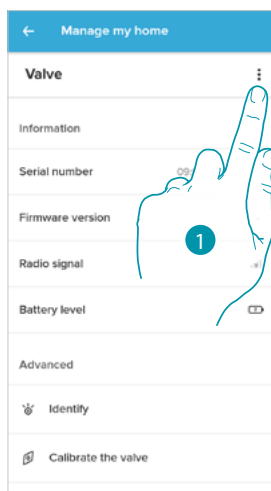 Manage my home
Valve
Information
Serial number 09:
Firmware version
1
Radio signal
Battery level
Advanced
Identify
Calibrate the valve